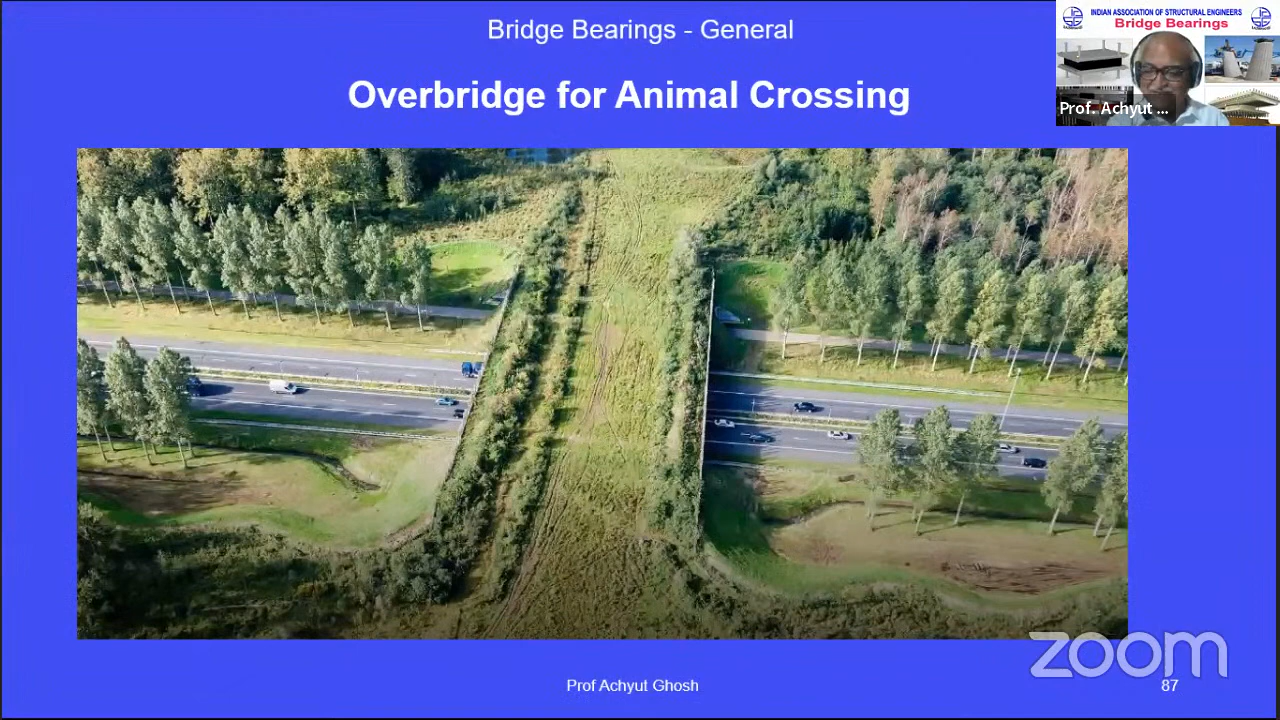 Bridge Bearings - General
INDIAN ASSOCIATION OF STRUCTURAL ENGINEERS
Bridge Bearings
Prof. Achyut ...
Overbridge for Animal Crossing
zoom
Prof Achyut Ghosh
87